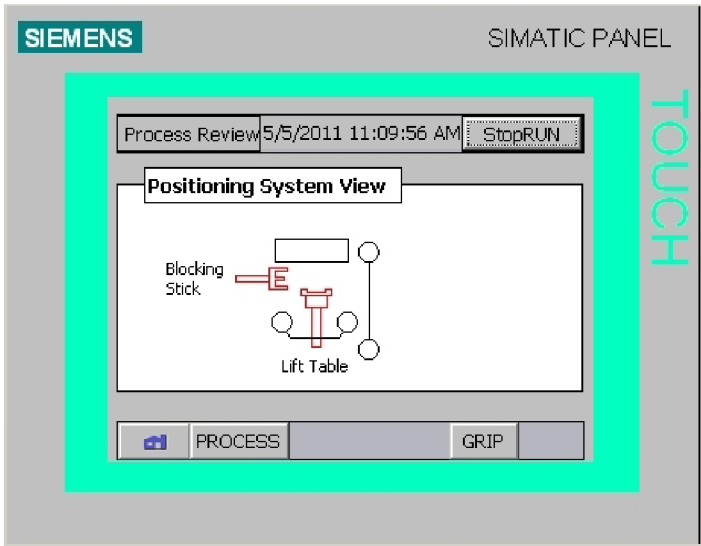 SIEMENS
SIMATIC PANEL
TOUCH
Process Review 5/5/2011 11:09:56 AM StopRUN
Positioning System View
Blocking
Stick
Lift Table
PROCESS GRIP